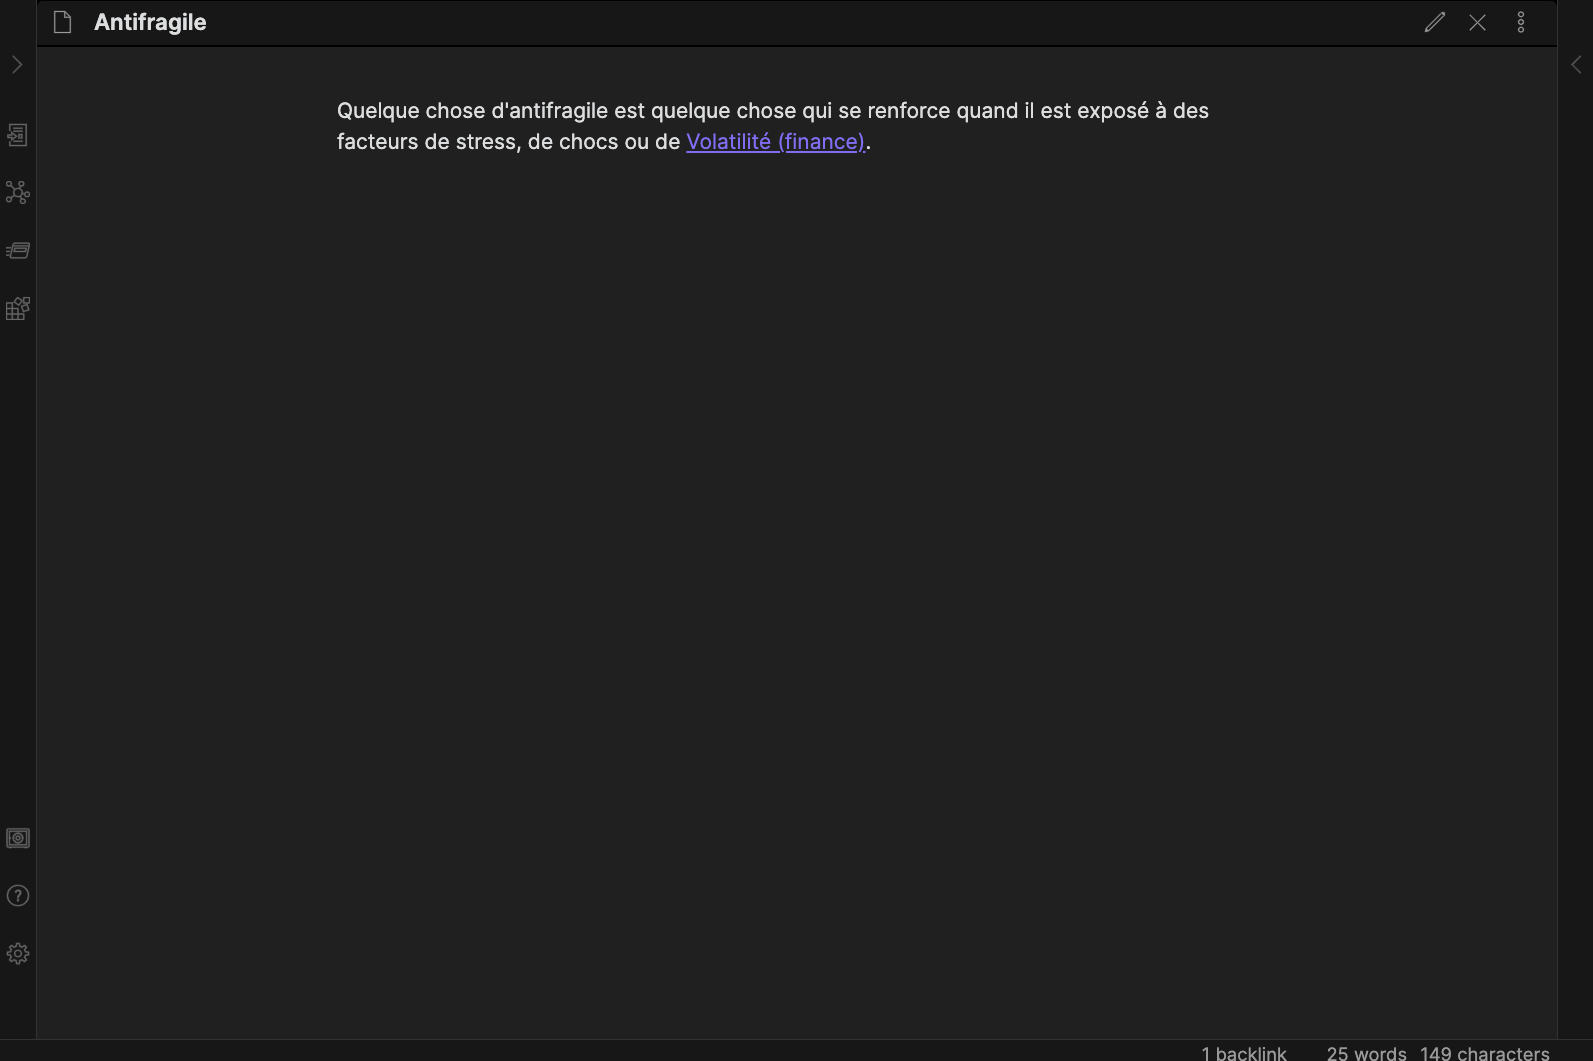 Antifragile
Quelque chose d'antifragile est quelque chose qui se renforce quand il est exposé à des
facteurs de stress, de chocs ou de Volatilité (finance).
1 backlink 25 words 149 characters